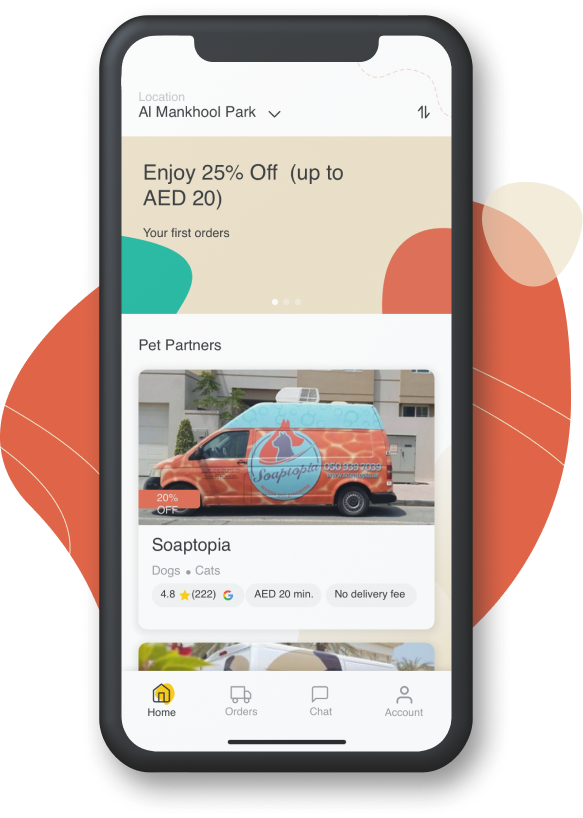 Location
Al Mankhool Park
Enjoy 25% Off (up to
AED 20)
Your first orders
Pet Partners
Soaptopia
050 939 7039
20%
OFF
Soaptopia
Dogs • Cats
4.8 (222) G AED 20 min. No delivery fee
Home Orders Chat Account